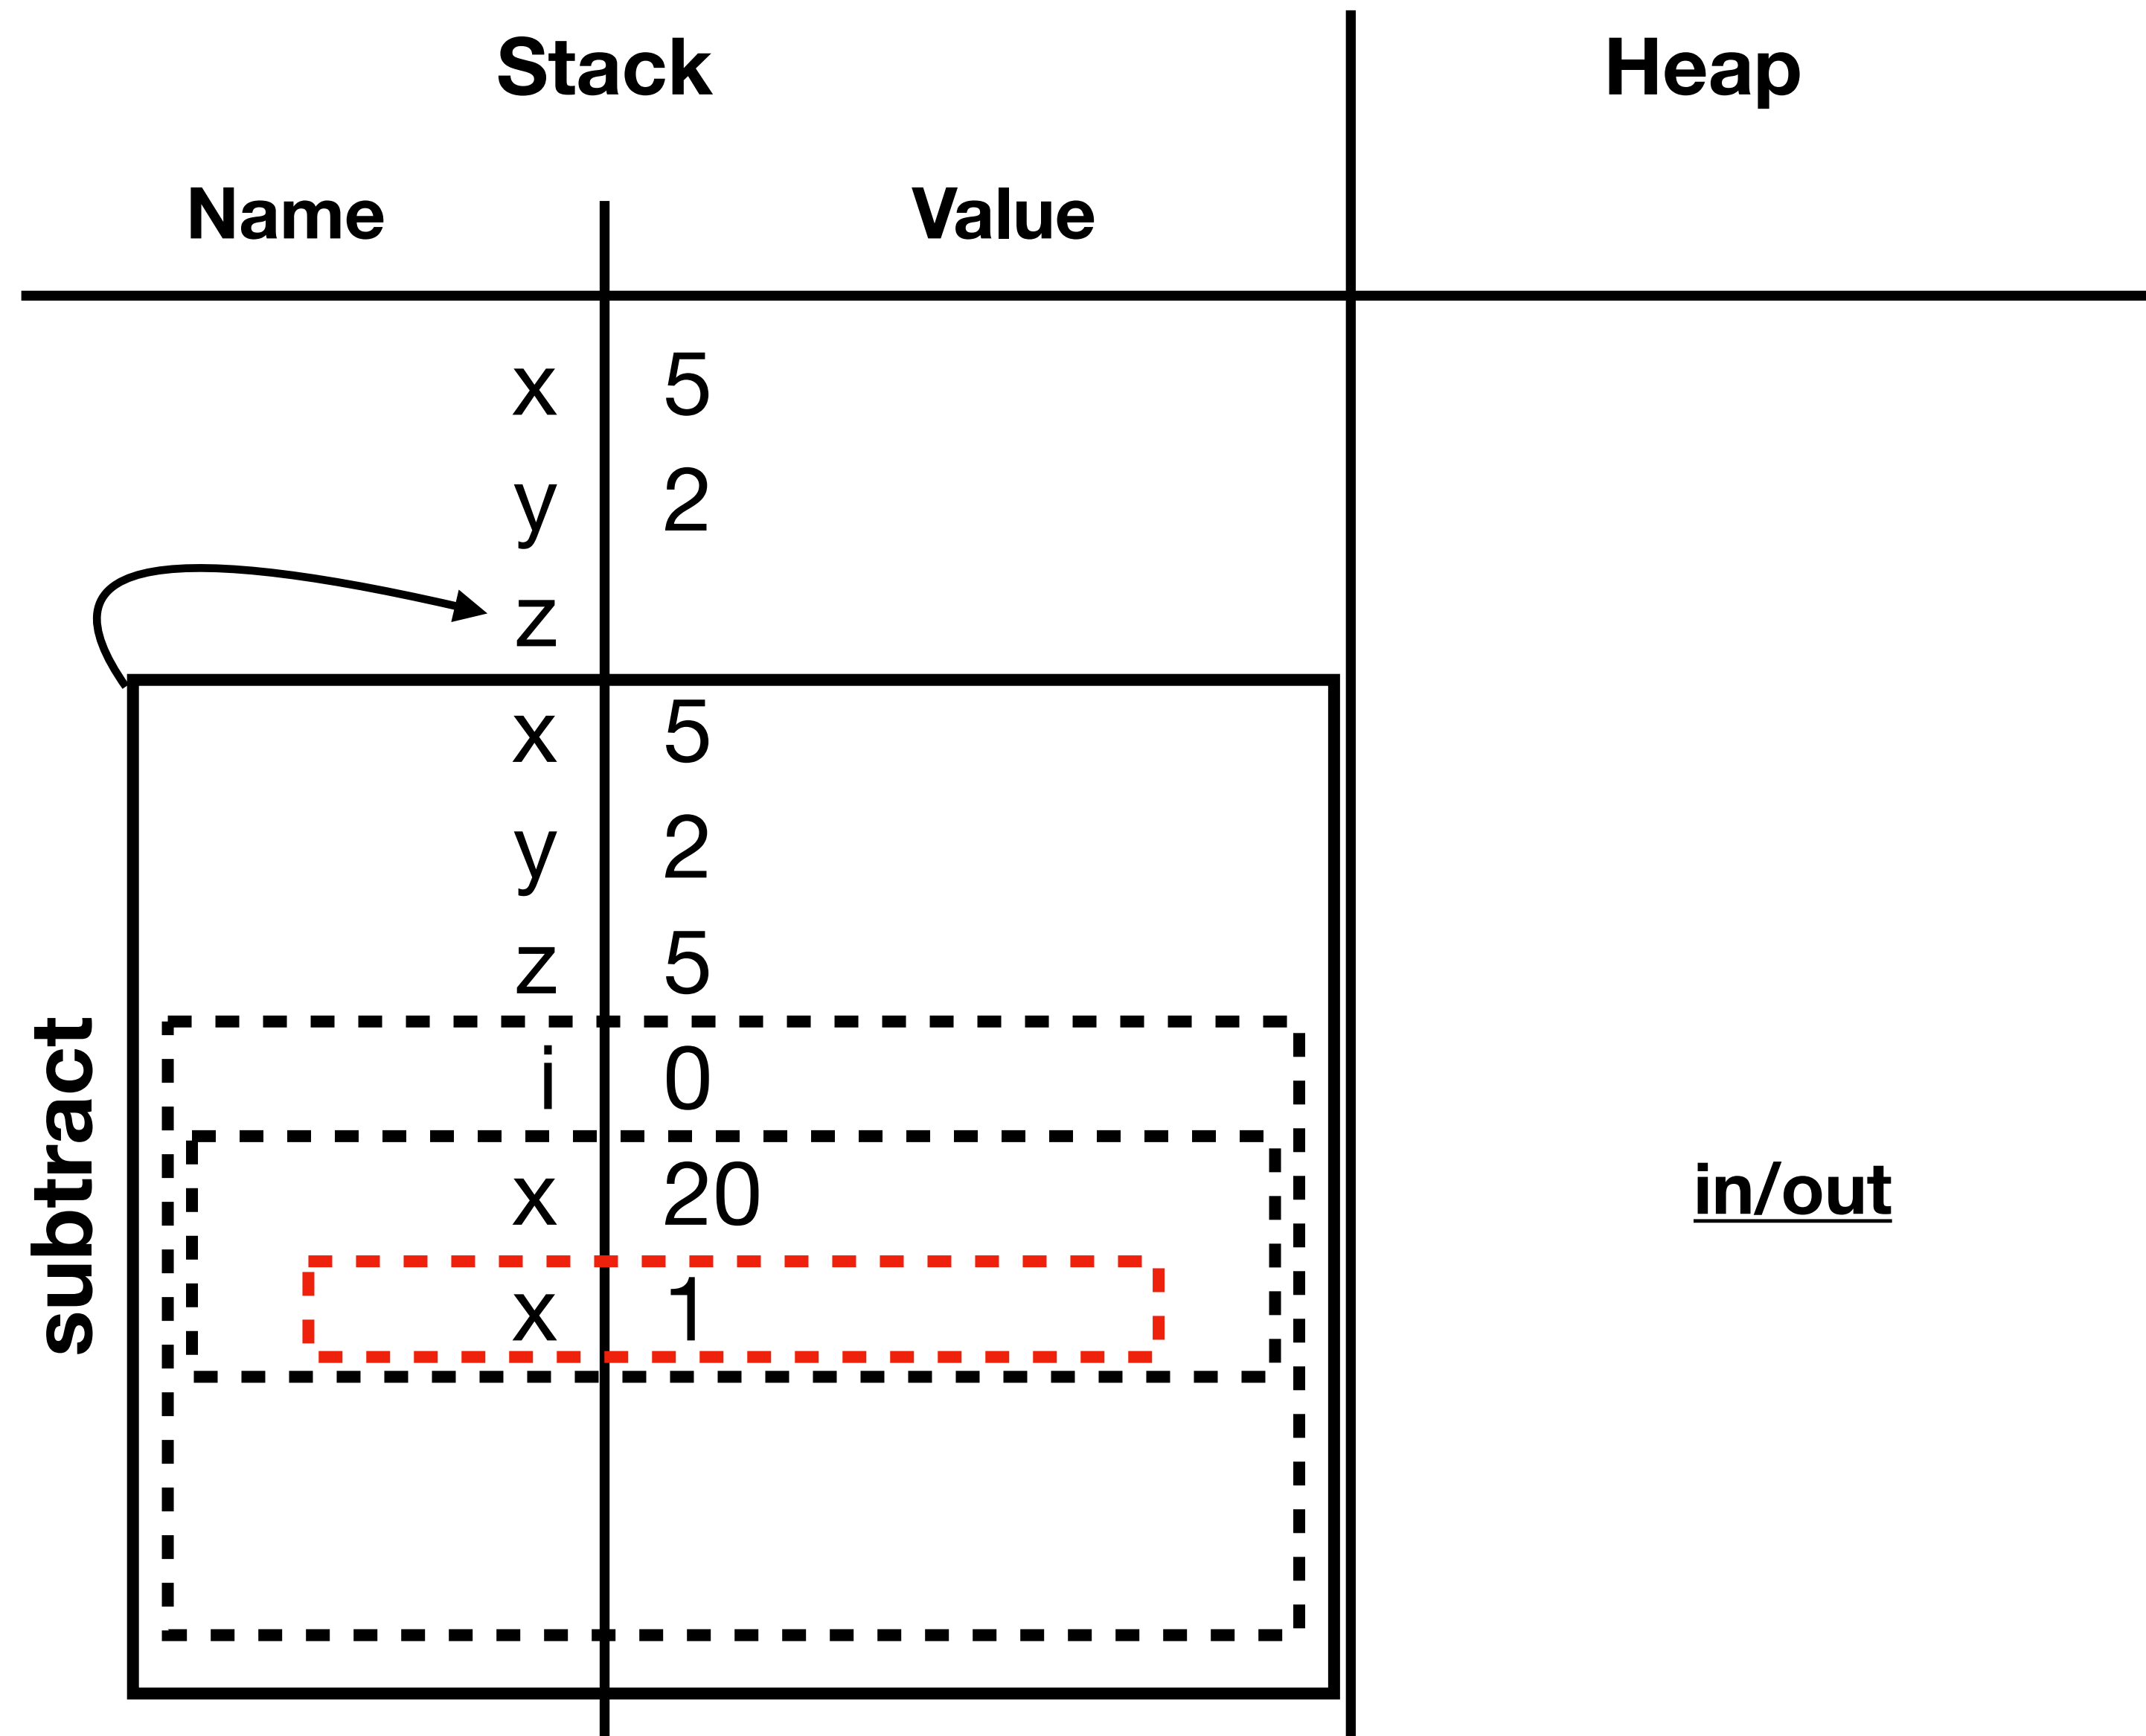 Stack Heap
Name Value
x 5
y 2
z
x 5
y 2
z 5
i 0
x 20
x 1
subtract
in/out